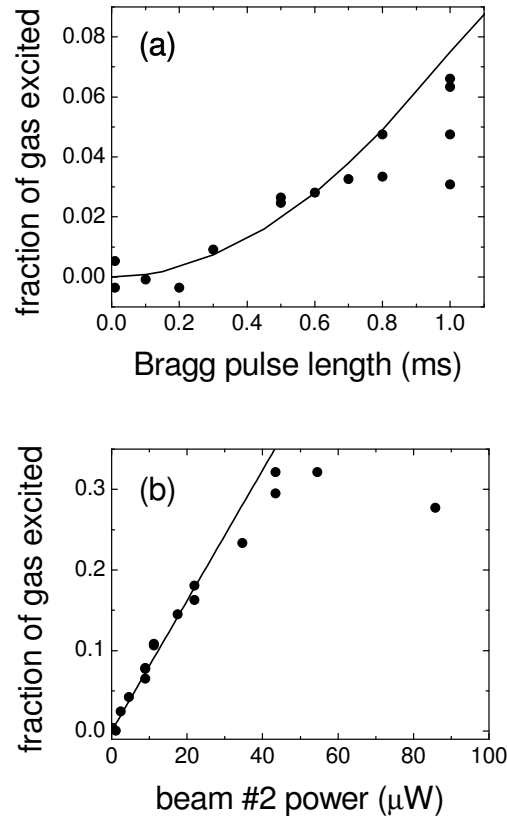 (a)
fraction of gas excited
0.08
0.06
0.04
0.02
0.00
0.0 0.2 0.4 0.6 0.8 1.0
Bragg pulse length (ms)
(b)
fraction of gas excited
0.3
0.2
0.1
0.0
0 20 40 60 80 100
beam #2 power (μW)